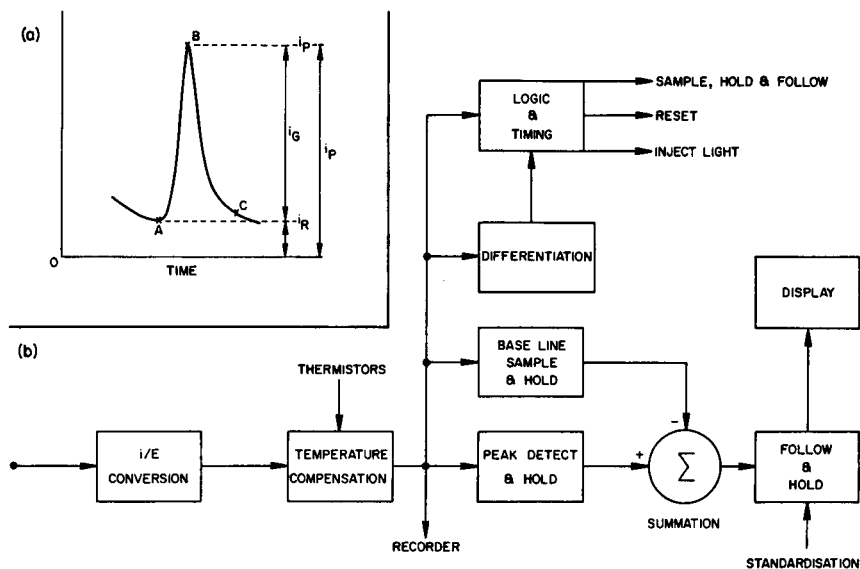 (a)
B
iP
iG
iP
A
C
iR
O
TIME
LOGIC
&
TIMING
SAMPLE, HOLD & FOLLOW
RESET
INJECT LIGHT
DIFFERENTIATION
DISPLAY
(b)
THERMISTORS
BASE LINE
SAMPLE
& HOLD
-
i/E
CONVERSION
TEMPERATURE
COMPENSATION
PEAK DETECT
& HOLD
+
Σ
SUMMATION
FOLLOW
&
HOLD
RECORDER
STANDARDISATION